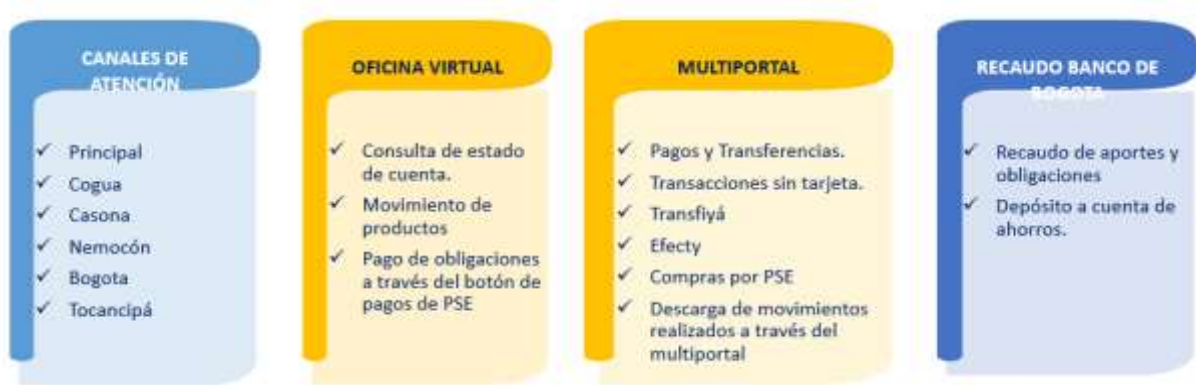 CANALES DE
ATENCIÓN
✓ Principal
✓ Cogua
✓ Casona
✓ Nemocón
✓ Bogota
✓ Tocancipá
OFICINA VIRTUAL
✓ Consulta de estado
de cuenta.
✓ Movimiento de
productos
✓ Pago de obligaciones
a través del botón de
pagos de PSE
MULTIPORTAL
✓ Pagos y Transferencias.
✓ Transacciones sin tarjeta.
✓ Transfiyá
✓ Efecty
✓ Compras por PSE
✓ Descarga de movimientos
realizados a través del
multiportal
RECAUDO BANCO DE
BOGOTA
✓ Recaudo de aportes y
obligaciones
✓ Depósito a cuenta de
ahorros.